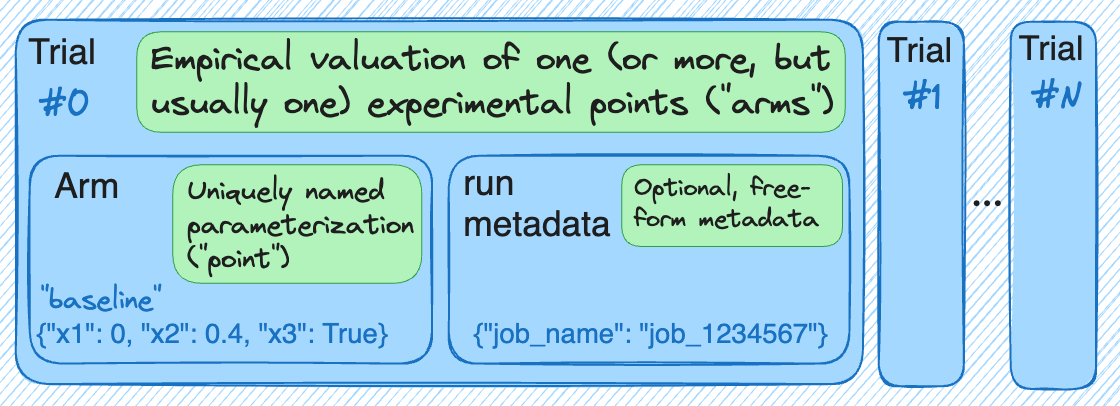 Trial
#0
Empirical valuation of one (or more, but
usually one) experimental points ("arms")
Arm
Uniquely named
parameterization
("point")
"baseline"
{"x1": 0, "x2": 0.4, "x3": True}
run
metadata
Optional, free-
form metadata
{"job_name": "job_1234567"}
Trial
#1
...
Trial
#N